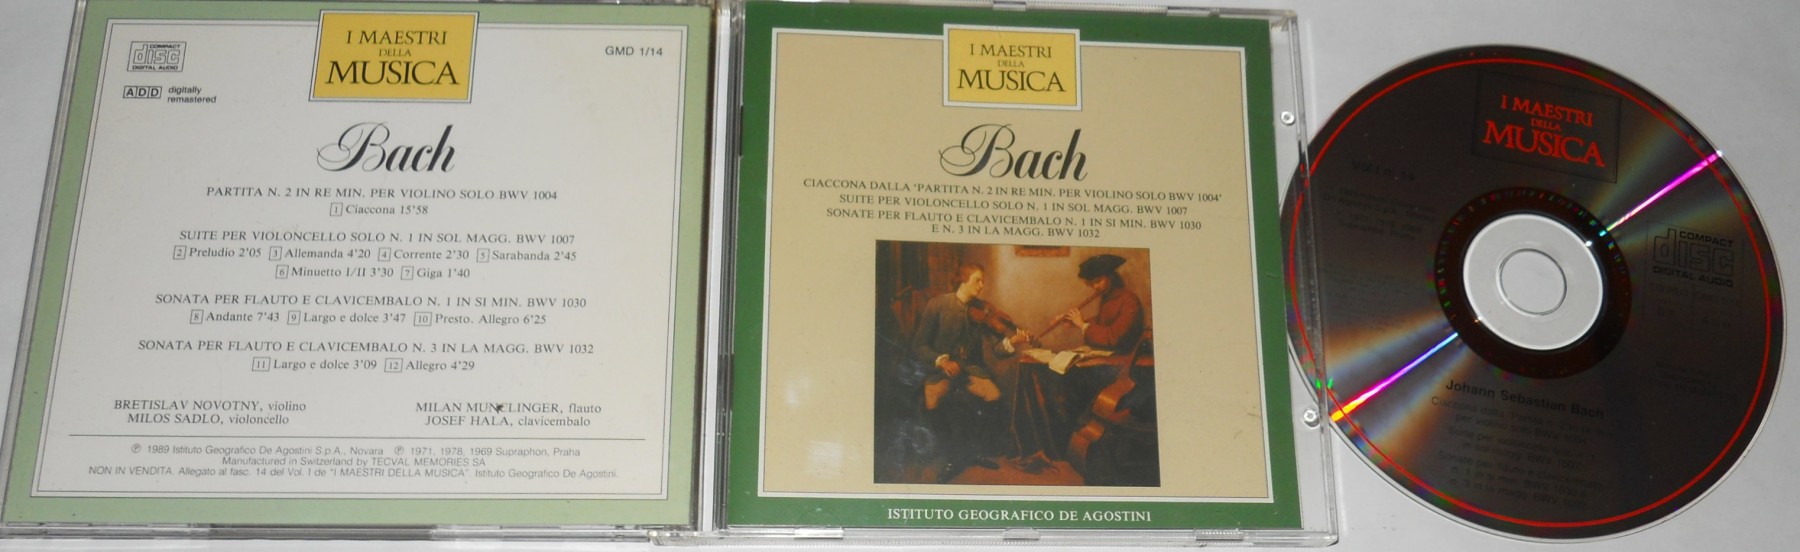 COMPACT
disc
DIGITAL AUDIO
ADD digitally
remastered
I MAESTRI
DELLA
MUSICA
GMD 1/14
Bach
PARTITA N. 2 IN RE MIN. PER VIOLINO SOLO BWV 1004
1 Ciaccona 15'58
SUITE PER VIOLONCELLO SOLO N. 1 IN SOL MAGG. BWV 1007
2 Preludio 2'05 3 Allemanda 4'20 4 Corrente 2'30 5 Sarabanda 2'45
6 Minuetto I/II 3'30 7 Giga 1'40
SONATA PER FLAUTO E CLAVICEMBALO N. 1 IN SI MIN. BWV 1030
8 Andante 7'43 9 Largo e dolce 3'47 10 Presto. Allegro 6'25
SONATA PER FLAUTO E CLAVICEMBALO N. 3 IN LA MAGG. BWV 1032
11 Largo e dolce 3'09 12 Allegro 4'29
BRETISLAV NOVOTNY, violino
MILOS SADLO, violoncello
MILAN MUNCLINGER, flauto
JOSEF HALA, clavicembalo
℗ 1989 Istituto Geografico De Agostini S.p.A., Novara ℗ 1971, 1978, 1969 Supraphon, Praha
Manufactured in Switzerland by TECVAL MEMORIES SA
NON IN VENDITA. Allegato al fasc. 14 del Vol. I de "I MAESTRI DELLA MUSICA". Istituto Geografico De Agostini.
I MAESTRI
DELLA
MUSICA
Bach
CIACCONA DALLA 'PARTITA N. 2 IN RE MIN. PER VIOLINO SOLO BWV 1004'
SUITE PER VIOLONCELLO SOLO N. 1 IN SOL MAGG. BWV 1007
SONATE PER FLAUTO E CLAVICEMBALO N. 1 IN SI MIN. BWV 1030
E N. 3 IN LA MAGG. BWV 1032
ISTITUTO GEOGRAFICO DE AGOSTINI
I MAESTRI
DELLA
MUSICA
COMPACT
disc
DIGITAL AUDIO
Johann Sebastian Bach